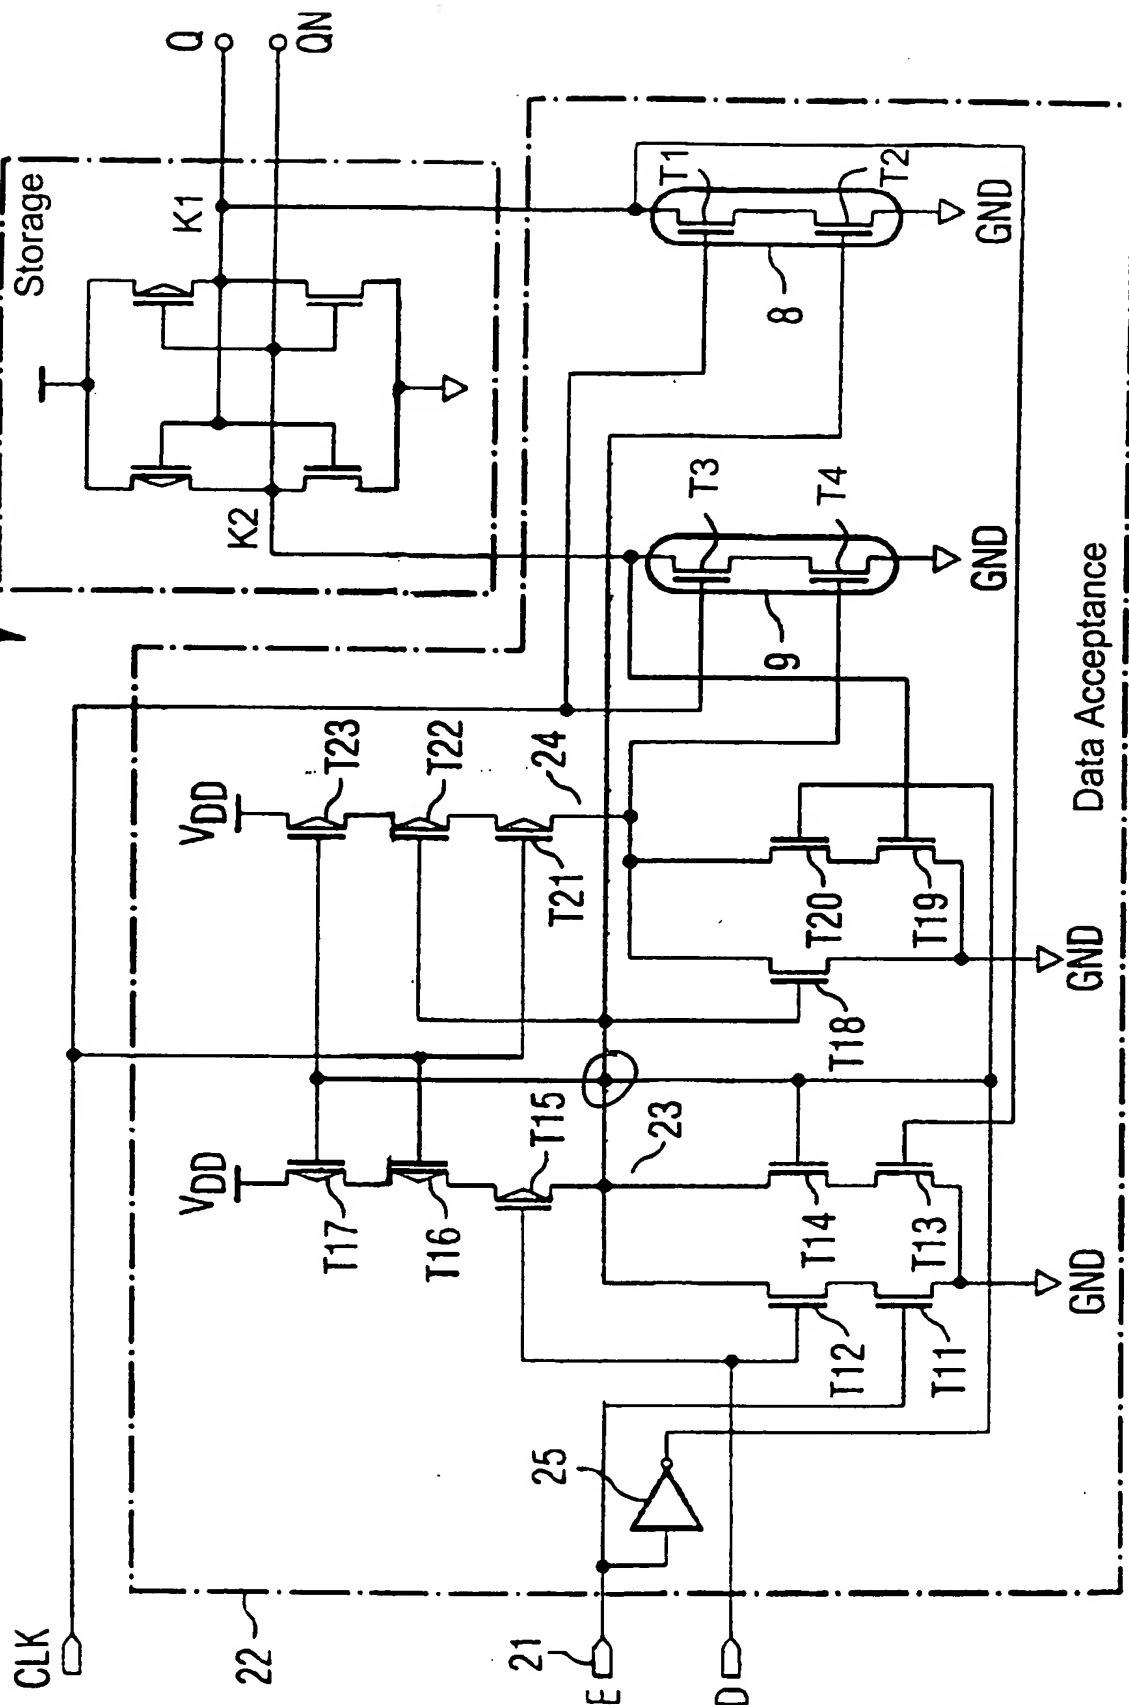 CLK
22
21
E
D
25
VDD
T17
T16
T15
23
T14
T13
T12
T11
GND
VDD
T23
T22
T21
24
T20
T19
T18
GND
Storage
K1
K2
Q
QN
T3
T4
9
GND
T1
T2
8
GND
Data Acceptance